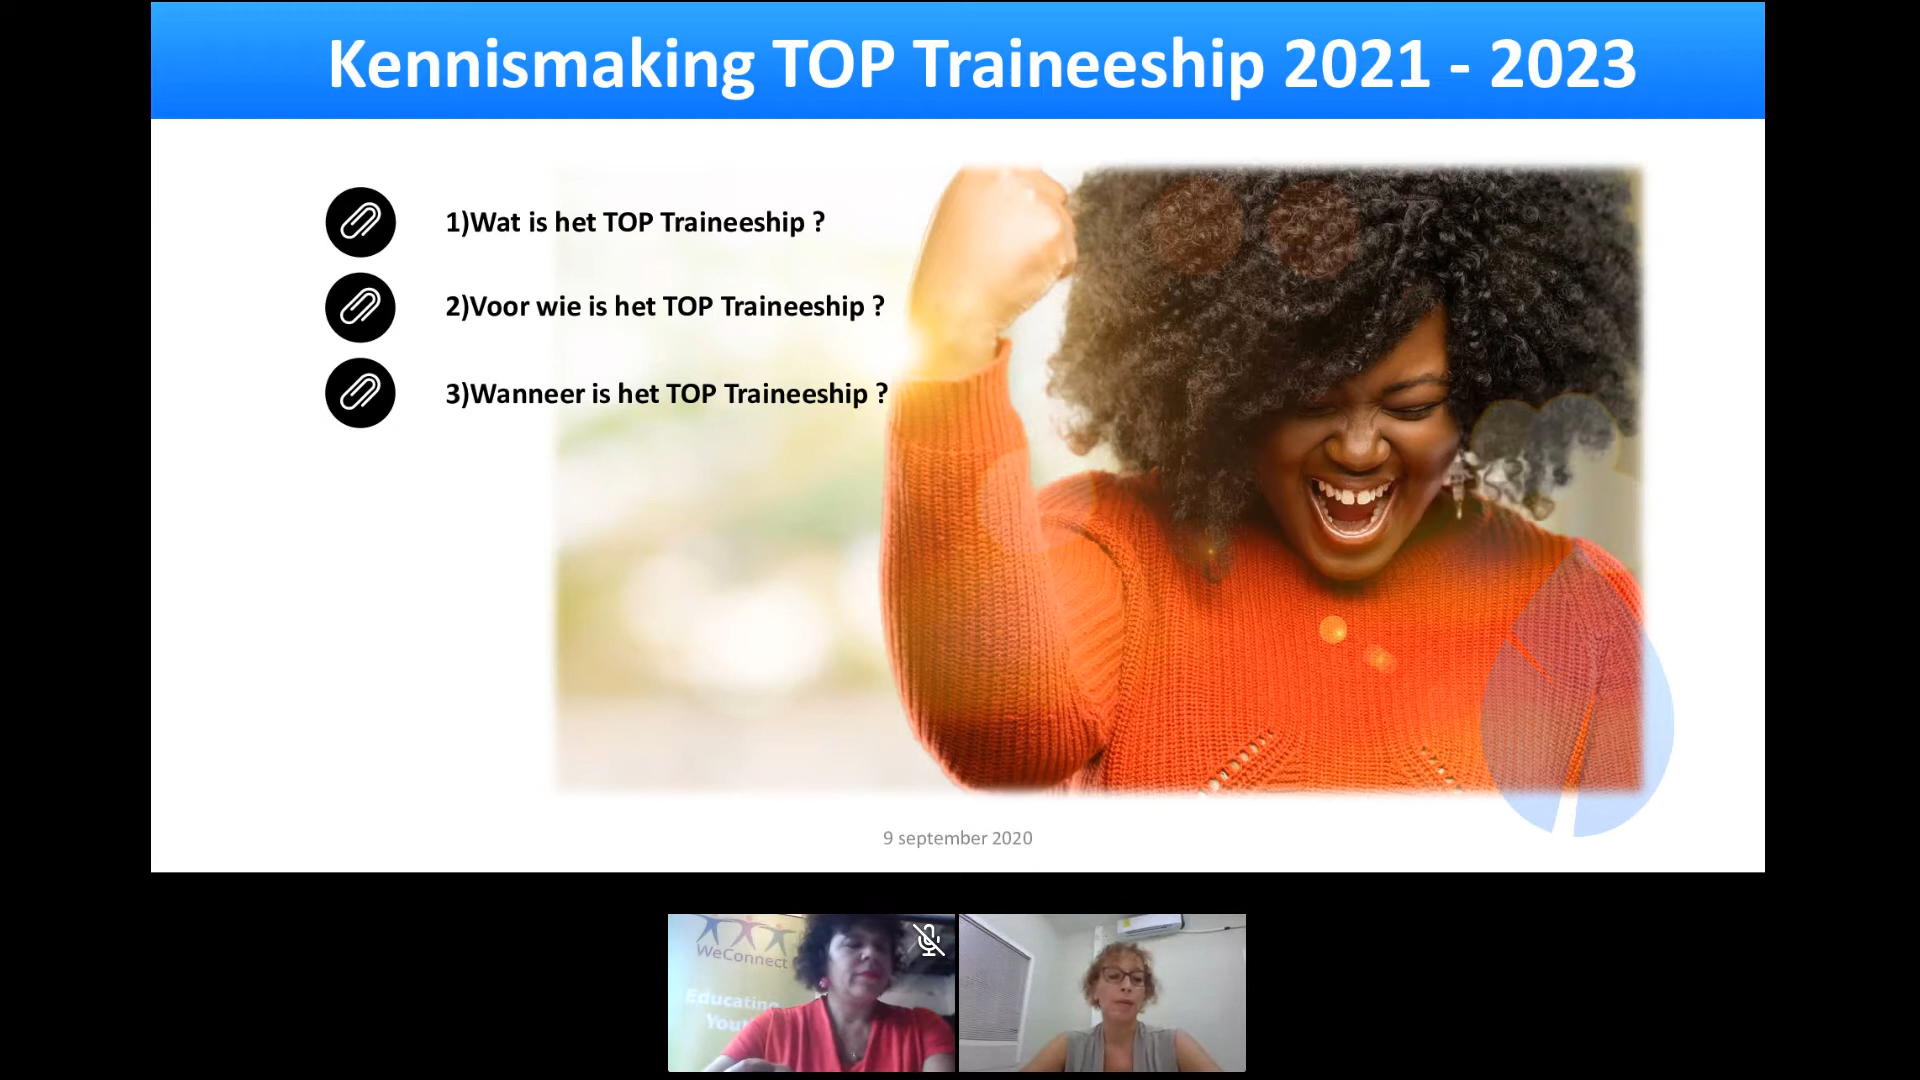 Kennismaking TOP Traineeship 2021 - 2023
1)Wat is het TOP Traineeship ?
2)Voor wie is het TOP Traineeship ?
3)Wanneer is het TOP Traineeship ?
9 september 2020
WeConnect
Educating